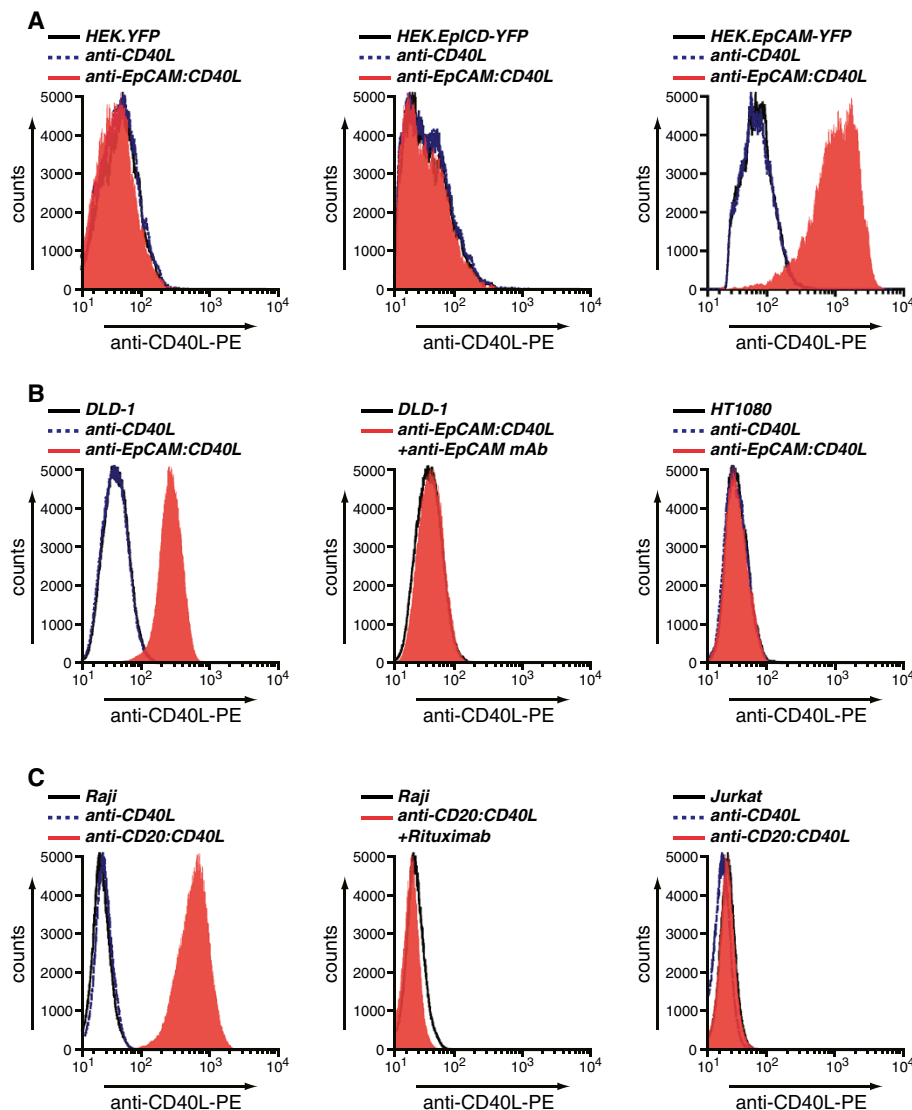 A
HEK.YFP
anti-CD40L
anti-EpCAM:CD40L
5000
4000
3000
2000
1000
0
counts
10^1 10^2 10^3 10^4
anti-CD40L-PE
HEK.EpICD-YFP
anti-CD40L
anti-EpCAM:CD40L
5000
4000
3000
2000
1000
0
counts
10^1 10^2 10^3 10^4
anti-CD40L-PE
HEK.EpCAM-YFP
anti-CD40L
anti-EpCAM:CD40L
5000
4000
3000
2000
1000
0
counts
10^1 10^2 10^3 10^4
anti-CD40L-PE
B
DLD-1
anti-CD40L
anti-EpCAM:CD40L
5000
4000
3000
2000
1000
0
counts
10^1 10^2 10^3 10^4
anti-CD40L-PE
DLD-1
anti-EpCAM:CD40L
+anti-EpCAM mAb
5000
4000
3000
2000
1000
0
counts
10^1 10^2 10^3 10^4
anti-CD40L-PE
HT1080
anti-CD40L
anti-EpCAM:CD40L
5000
4000
3000
2000
1000
0
counts
10^1 10^2 10^3 10^4
anti-CD40L-PE
C
Raji
anti-CD40L
anti-CD20:CD40L
5000
4000
3000
2000
1000
0
counts
10^1 10^2 10^3 10^4
anti-CD40L-PE
Raji
anti-CD20:CD40L
+Rituximab
5000
4000
3000
2000
1000
0
counts
10^1 10^2 10^3 10^4
anti-CD40L-PE
Jurkat
anti-CD40L
anti-CD20:CD40L
5000
4000
3000
2000
1000
0
counts
10^1 10^2 10^3 10^4
anti-CD40L-PE